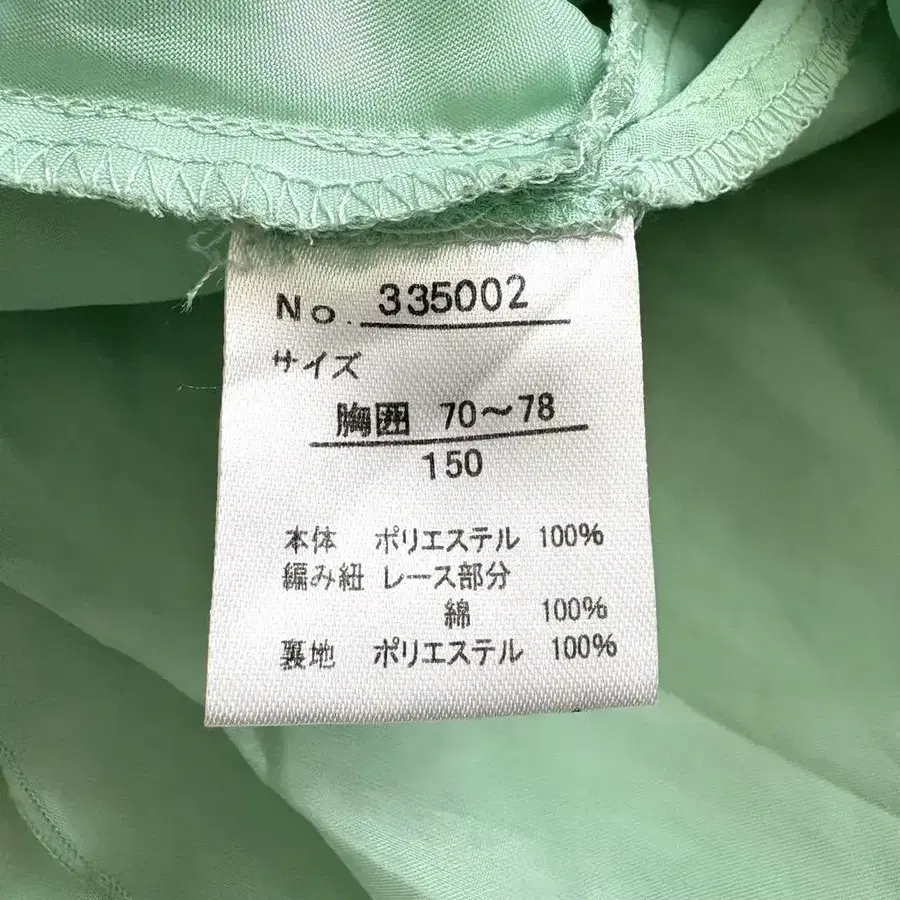 No. 335002
サイズ
胸囲 70～78
150
本体 ポリエステル 100%
編み紐 レース部分
綿 100%
裏地 ポリエステル 100%